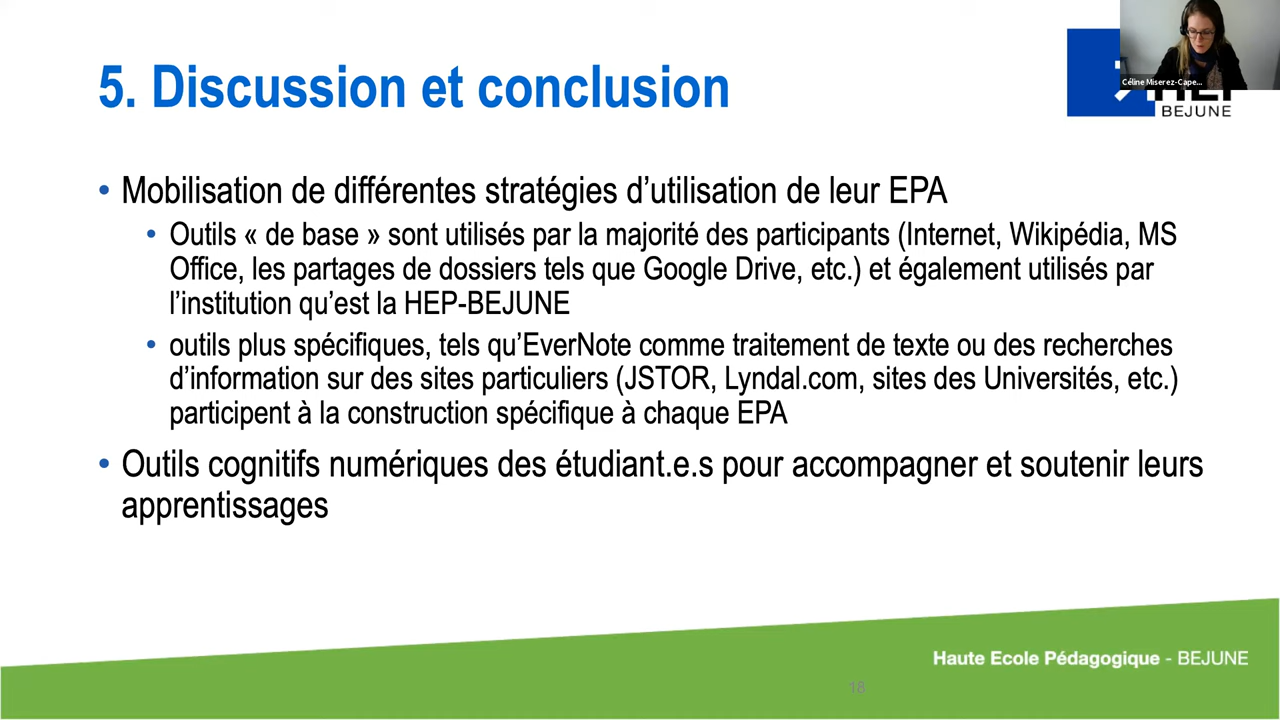 5. Discussion et conclusion
Céline Miserez-Cape...
BEJUNE
• Mobilisation de différentes stratégies d’utilisation de leur EPA
• Outils « de base » sont utilisés par la majorité des participants (Internet, Wikipédia, MS
Office, les partages de dossiers tels que Google Drive, etc.) et également utilisés par
l’institution qu’est la HEP-BEJUNE
• outils plus spécifiques, tels qu’EverNote comme traitement de texte ou des recherches
d’information sur des sites particuliers (JSTOR, Lyndal.com, sites des Universités, etc.)
participent à la construction spécifique à chaque EPA
• Outils cognitifs numériques des étudiant.e.s pour accompagner et soutenir leurs
apprentissages
Haute Ecole Pédagogique - BEJUNE
18